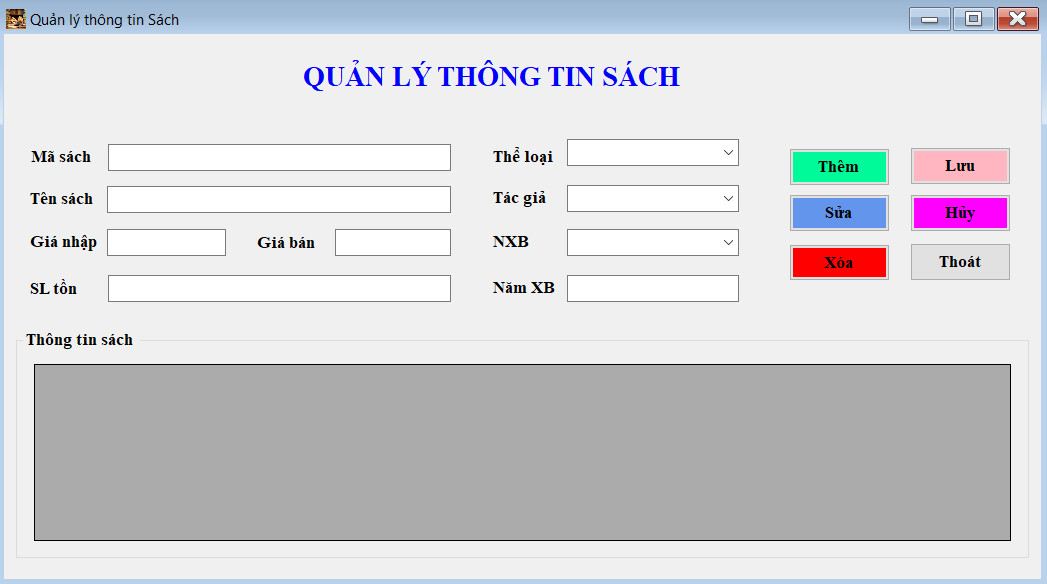 Quản lý thông tin Sách
QUẢN LÝ THÔNG TIN SÁCH
Mã sách
Thể loại
Thêm
Lưu
Tên sách
Tác giả
Sửa
Hủy
Giá nhập
Giá bán
NXB
Xóa
Thoát
SL tồn
Năm XB
Thông tin sách